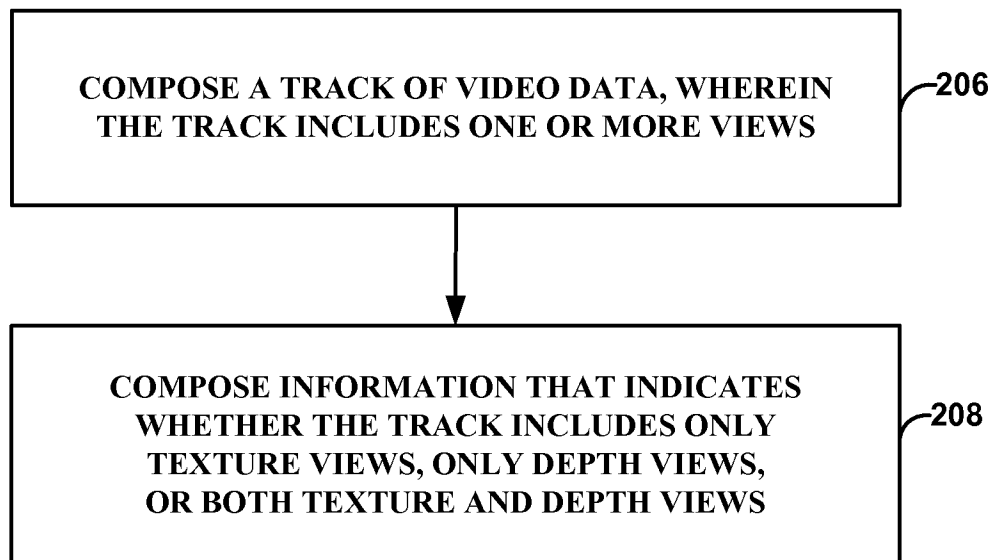 COMPOSE A TRACK OF VIDEO DATA, WHEREIN
THE TRACK INCLUDES ONE OR MORE VIEWS
206
COMPOSE INFORMATION THAT INDICATES
WHETHER THE TRACK INCLUDES ONLY
TEXTURE VIEWS, ONLY DEPTH VIEWS,
OR BOTH TEXTURE AND DEPTH VIEWS
208